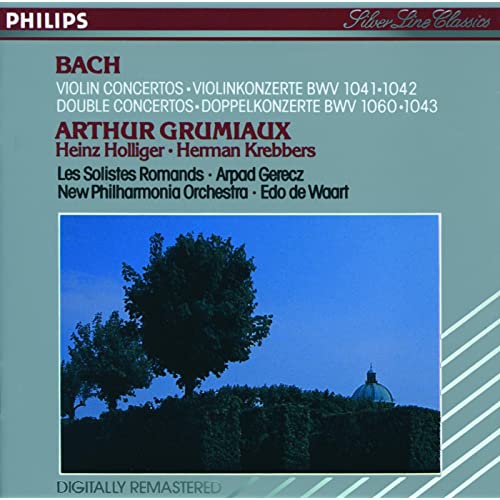 PHILIPS
Silver Line Classics
BACH
VIOLIN CONCERTOS • VIOLINKONZERTE BWV 1041 • 1042
DOUBLE CONCERTOS • DOPPELKONZERTE BWV 1060 • 1043
ARTHUR GRUMIAUX
Heinz Holliger • Herman Krebbers
Les Solistes Romands • Arpad Gerecz
New Philharmonia Orchestra • Edo de Waart
DIGITALLY REMASTERED